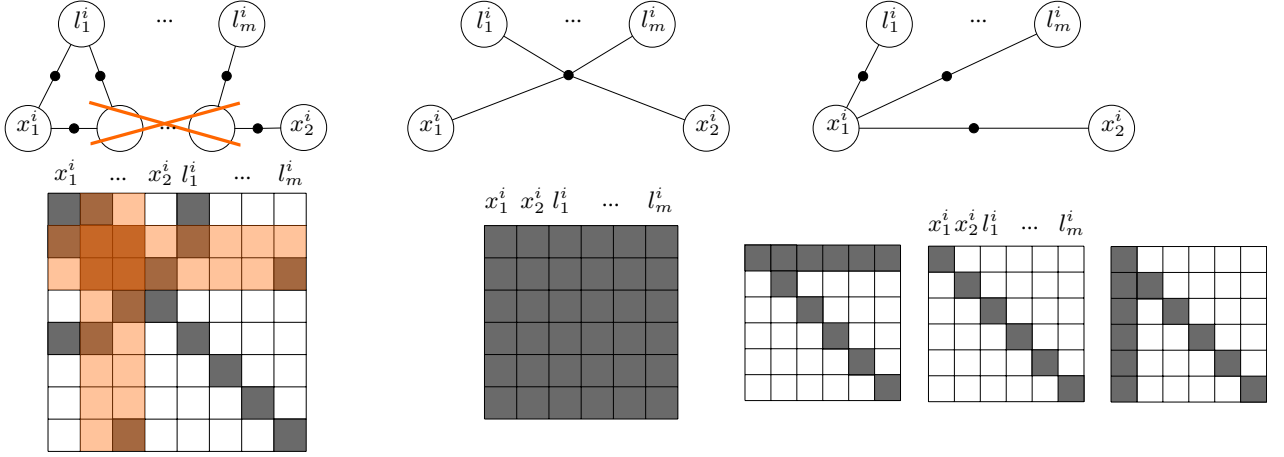 l_1^i ... l_m^i
x_1^i ... x_2^i
x_1^i ... x_2^i l_1^i ... l_m^i
l_1^i ... l_m^i
x_1^i x_2^i
x_1^i x_2^i l_1^i ... l_m^i
l_1^i ... l_m^i
x_1^i x_2^i
x_1^i x_2^i l_1^i ... l_m^i